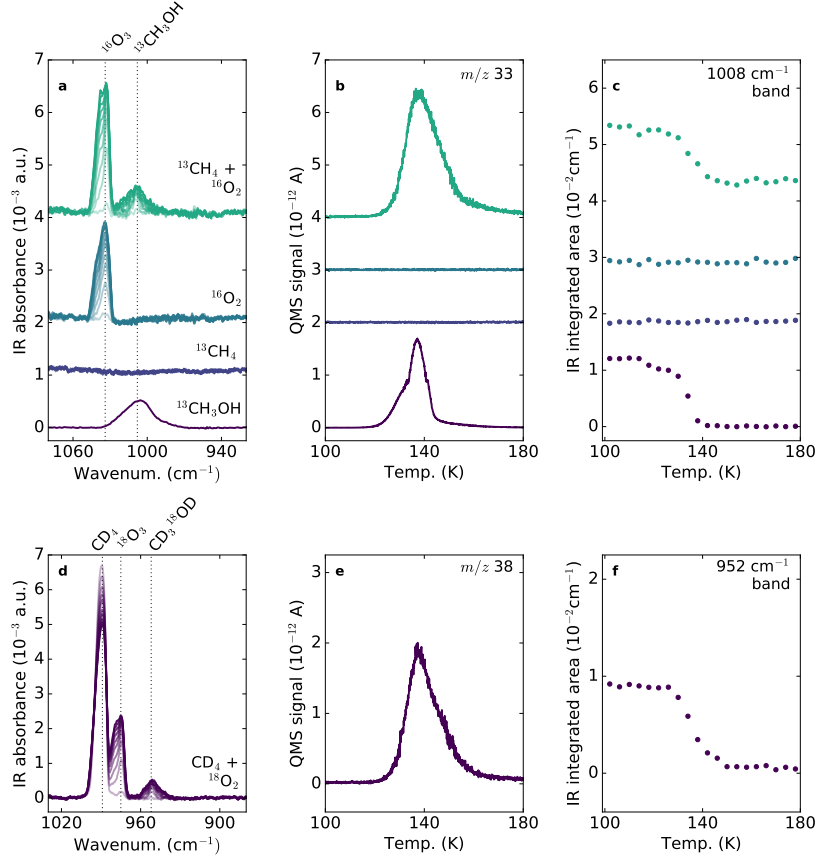 ¹⁶O₃
¹³CH₃OH
a
b
m/z 33
c
1008 cm⁻¹
band
7
6
5
4
3
2
1
0
IR absorbance (10⁻³ a.u.)
¹³CH₄ +
¹⁶O₂
¹⁶O₂
¹³CH₄
¹³CH₃OH
1060 1000 940
Wavenum. (cm⁻¹)
7
6
5
4
3
2
1
0
QMS signal (10⁻¹² A)
100 140 180
Temp. (K)
6
5
4
3
2
1
0
IR integrated area (10⁻²cm⁻¹)
100 140 180
Temp. (K)
CD₄
¹⁸O₃
CD₃¹⁸OD
d
e
m/z 38
f
952 cm⁻¹
band
7
6
5
4
3
2
1
0
IR absorbance (10⁻³ a.u.)
CD₄ +
¹⁸O₂
1020 960 900
Wavenum. (cm⁻¹)
3
2
1
0
QMS signal (10⁻¹² A)
100 140 180
Temp. (K)
2
1
0
IR integrated area (10⁻²cm⁻¹)
100 140 180
Temp. (K)